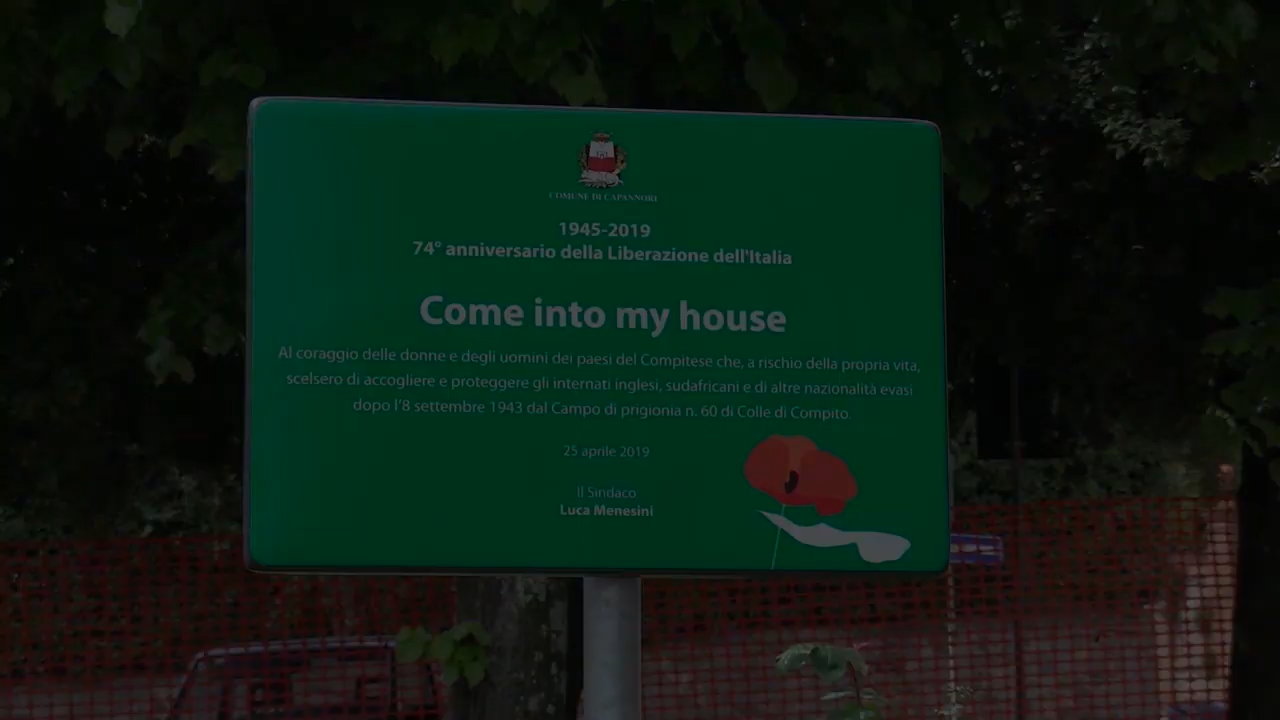 COMUNE DI CAPANNORI
1945-2019
74° anniversario della Liberazione dell'Italia
Come into my house
Al coraggio delle donne e degli uomini dei paesi del Compitese che, a rischio della propria vita,
scelsero di accogliere e proteggere gli internati inglesi, sudafricani e di altre nazionalità evasi
dopo l'8 settembre 1943 dal Campo di prigionia n. 60 di Colle di Compito.
25 aprile 2019
Il Sindaco
Luca Menesini